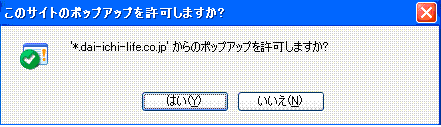 このサイトのポップアップを許可しますか?
'*.dai-ichi-life.co.jp' からのポップアップを許可しますか?
はい(Y) いいえ(N)